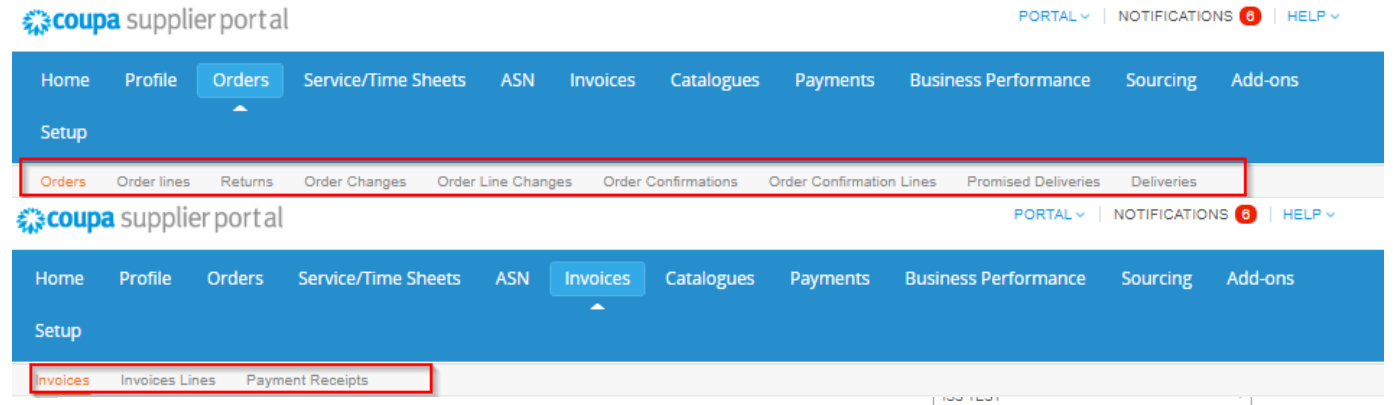 coupa supplier portal PORTAL NOTIFICATIONS 6 HELP
Home Profile Orders Service/Time Sheets ASN Invoices Catalogues Payments Business Performance Sourcing Add-ons
Setup
Orders Order lines Returns Order Changes Order Line Changes Order Confirmations Order Confirmation Lines Promised Deliveries Deliveries
coupa supplier portal PORTAL NOTIFICATIONS 6 HELP
Home Profile Orders Service/Time Sheets ASN Invoices Catalogues Payments Business Performance Sourcing Add-ons
Setup
Invoices Invoices Lines Payment Receipts